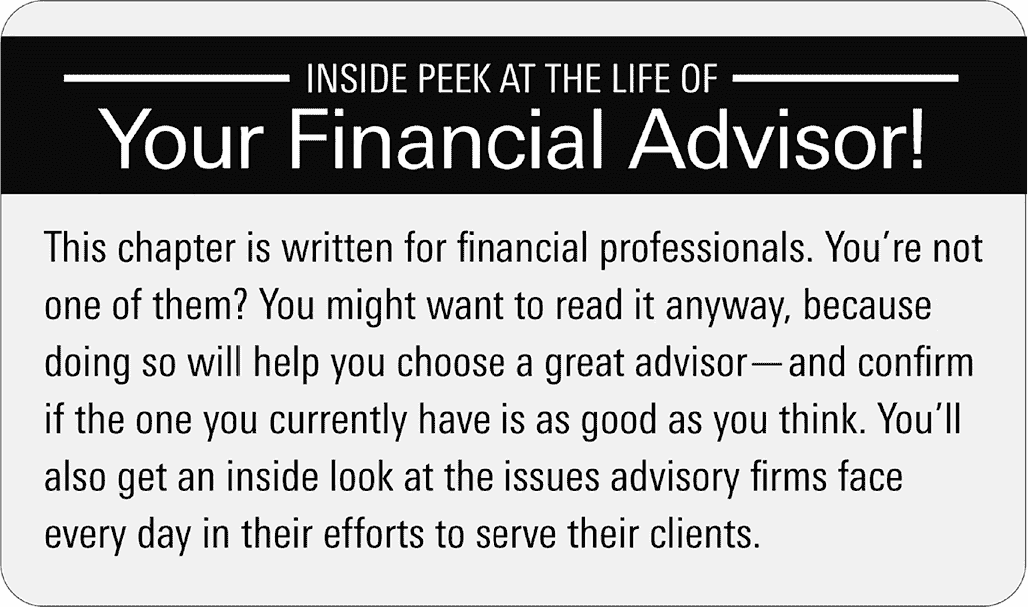 INSIDE PEEK AT THE LIFE OF
Your Financial Advisor!
This chapter is written for financial professionals. You’re not
one of them? You might want to read it anyway, because
doing so will help you choose a great advisor—and confirm
if the one you currently have is as good as you think. You’ll
also get an inside look at the issues advisory firms face
every day in their efforts to serve their clients.